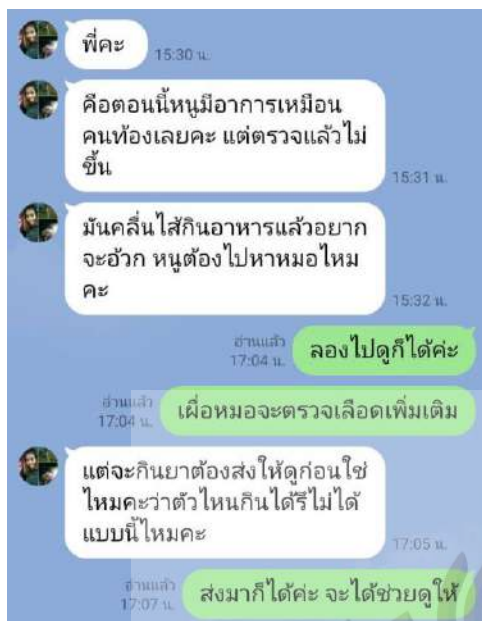 พี่คะ
15:30 น.
คือตอนนี้หนูมีอาการเหมือน
คนท้องเลยคะ แต่ตรวจแล้วไม่
ขึ้น
15:31 น.
มันคลื่นไส้กินอาหารแล้วอยาก
จะอ้วก หนูต้องไปหาหมอไหม
คะ
15:32 น.
อ่านแล้ว
17:04 น.
ลองไปดูก็ได้ค่ะ
อ่านแล้ว
17:04 น.
เผื่อหมอจะตรวจเลือดเพิ่มเติม
แต่จะกินยาต้องส่งให้ดูก่อนใช่
ไหมคะว่าตัวไหนกินได้รึไม่ได้
แบบนี้ไหมคะ
17:05 น.
อ่านแล้ว
17:07 น.
ส่งมาก็ได้ค่ะ จะได้ช่วยดูให้